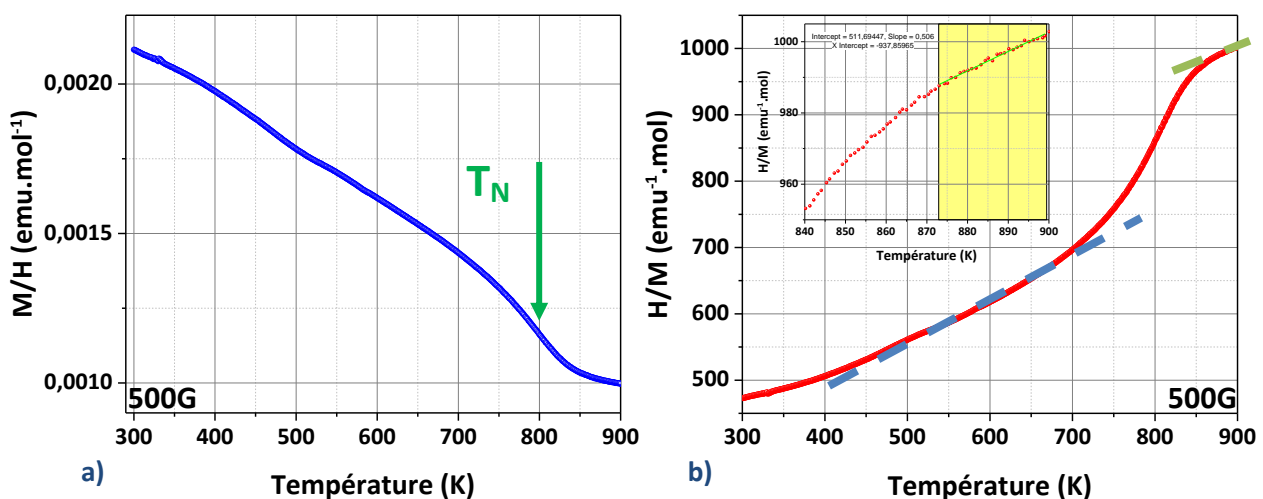 0,0020
0,0015
0,0010
M/H (emu.mol⁻¹)
T_N
500G
300 400 500 600 700 800 900
Température (K)
a)
1000
900
800
700
600
500
H/M (emu⁻¹.mol)
Intercept = 511,69447, Slope = 0,506
X Intercept = -937,85965
1000
980
960
H/M (emu⁻¹.mol)
840 850 860 870 880 890 900
Température (K)
500G
300 400 500 600 700 800 900
Température (K)
b)